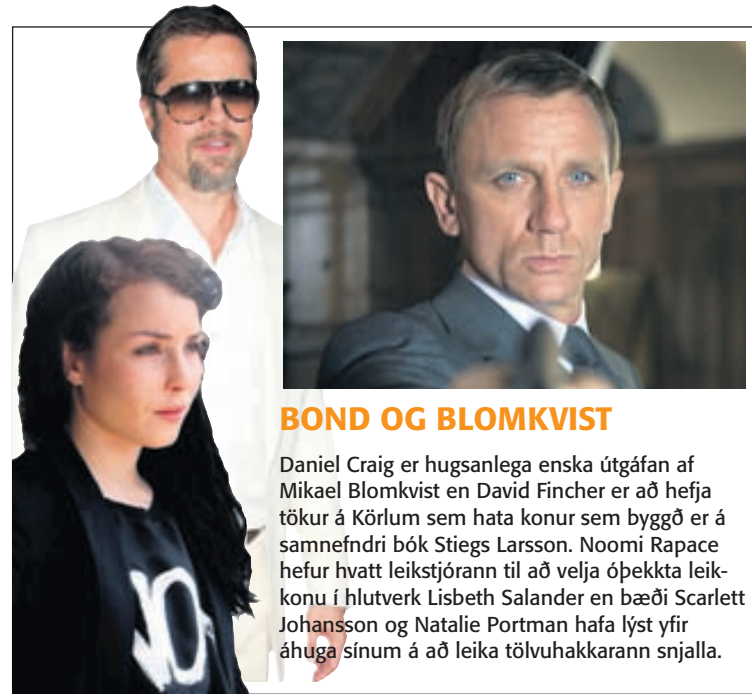 BOND OG BLOMKVIST
Daniel Craig er hugsanlega enska útgáfan af
Mikael Blomkvist en David Fincher er að hefja
tökur á Körlum sem hata konur sem byggð er á
samnefndri bók Stiegs Larsson. Noomi Rapace
hefur hvatt leikstjórann til að velja óþekkta leik-
konu í hlutverk Lisbeth Salander en bæði Scarlett
Johansson og Natalie Portman hafa lýst yfir
áhuga sínum á að leika tölvuhakkarann snjalla.